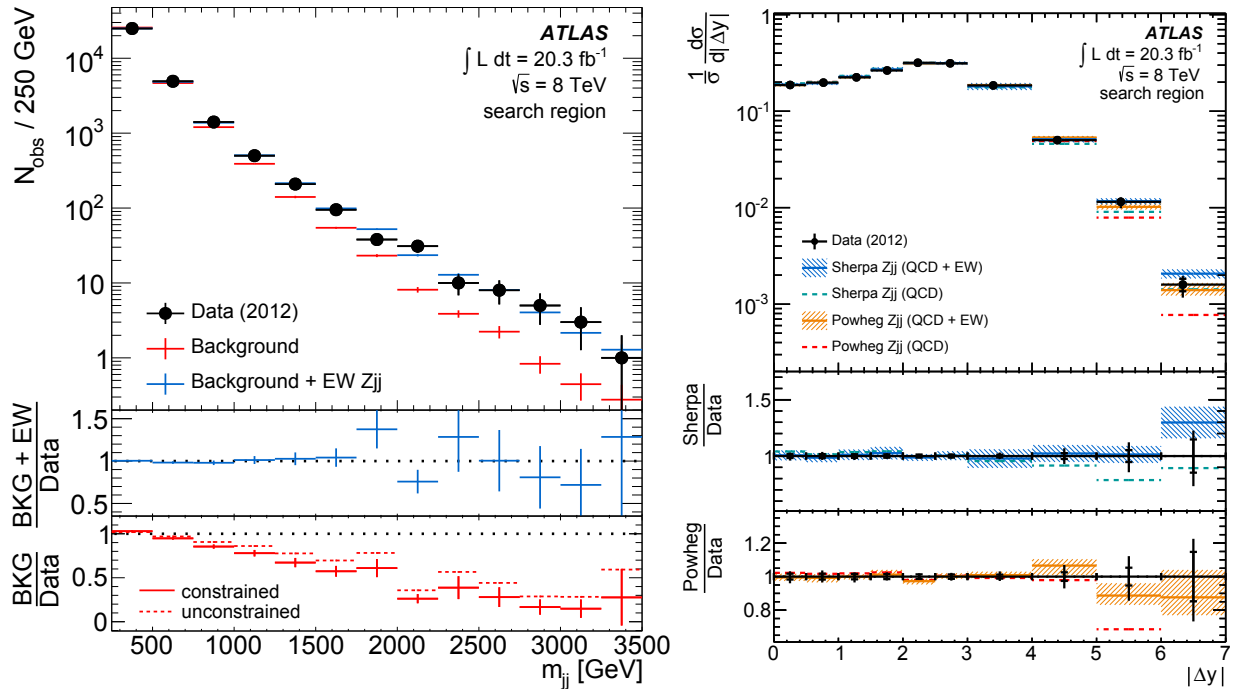 ATLAS
∫ L dt = 20.3 fb⁻¹
√s = 8 TeV
search region
N_obs / 250 GeV
10⁴
10³
10²
10
1
Data (2012)
Background
Background + EW Zjj
BKG + EW
Data
1.5
1
0.5
BKG
Data
1
0.5
0
constrained
unconstrained
500 1000 1500 2000 2500 3000 3500
m_jj [GeV]
ATLAS
∫ L dt = 20.3 fb⁻¹
√s = 8 TeV
search region
1/σ dσ/d|Δy|
1
10⁻¹
10⁻²
10⁻³
Data (2012)
Sherpa Zjj (QCD + EW)
Sherpa Zjj (QCD)
Powheg Zjj (QCD + EW)
Powheg Zjj (QCD)
Sherpa
Data
1.5
1
Powheg
Data
1.2
1
0.8
0.6
0 1 2 3 4 5 6 7
|Δy|